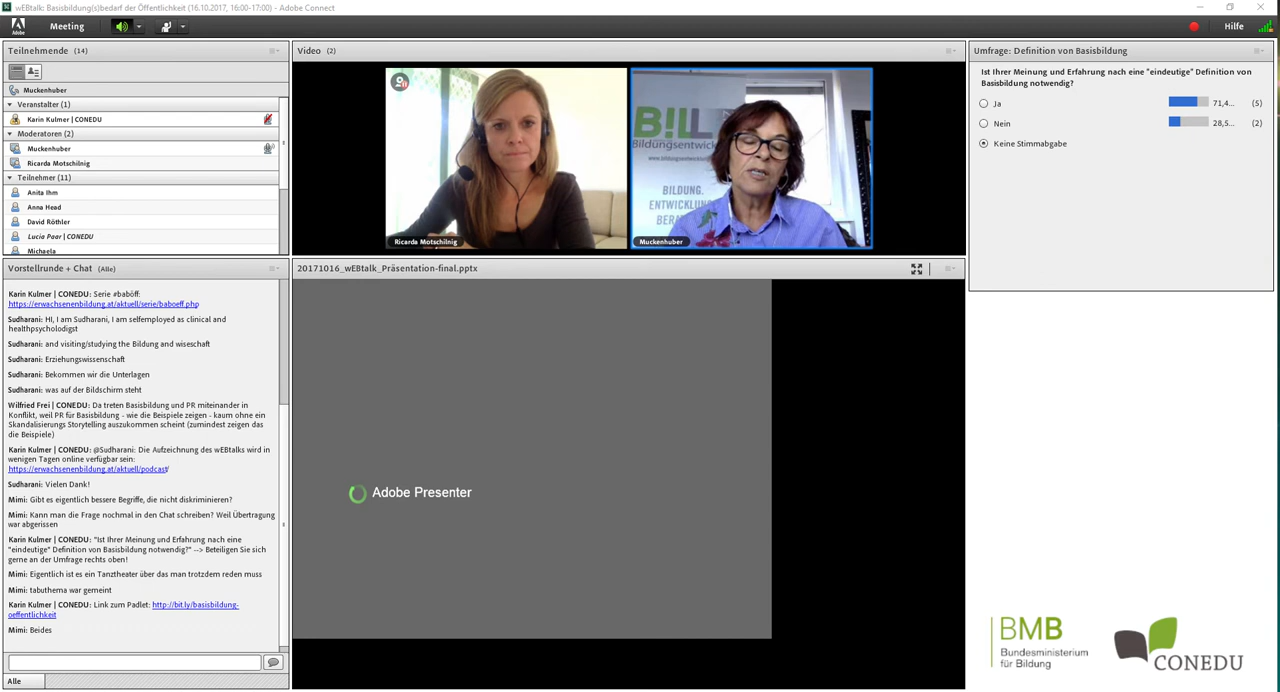 wEBtalk: Basisbildung(s)bedarf der Öffentlichkeit (16.10.2017, 16:00-17:00) - Adobe Connect
Adobe
Meeting
Hilfe
Teilnehmende (14)
Muckenhuber
Veranstalter (1)
Karin Kulmer | CONEDU
Moderatoren (2)
Muckenhuber
Ricarda Motschilnig
Teilnehmer (11)
Anita Ihm
Anna Head
David Röthler
Lucia Paar | CONEDU
Michaela
Video (2)
Ricarda Motschilnig
B!LL
Bildungsentwick
www.bildungsentwick
BILDUNG.
ENTWICKLU
BERA
Muckenhuber
Umfrage: Definition von Basisbildung
Ist Ihrer Meinung und Erfahrung nach eine "eindeutige" Definition von
Basisbildung notwendig?
Ja 71,4... (5)
Nein 28,5... (2)
Keine Stimmabgabe
Vorstellrunde + Chat (Alle)
Karin Kulmer | CONEDU: Serie #baböff:
https://erwachsenenbildung.at/aktuell/serie/baboeff.php
Sudharani: HI, I am Sudharani, I am selfemployed as clinical and
healthpsycholodigst
Sudharani: and visiting/studying the Bildung and wiseschaft
Sudharani: Erziehungswissenschaft
Sudharani: Bekommen wir die Unterlagen
Sudharani: was auf der Bildschirm steht
Wilfried Frei | CONEDU: Da treten Basisbildung und PR miteinander in
Konflikt, weil PR für Basisbildung - wie die Beispiele zeigen - kaum ohne ein
Skandalisierungs Storytelling auszukommen scheint (zumindest zeigen das
die Beispiele)
Karin Kulmer | CONEDU: @Sudharani: Die Aufzeichnung des wEBtalks wird in
wenigen Tagen online verfügbar sein:
https://erwachsenenbildung.at/aktuell/podcast/
Sudharani: Vielen Dank!
Mimi: Gibt es eigentlich bessere Begriffe, die nicht diskriminieren?
Mimi: Kann man die Frage nochmal in den Chat schreiben? Weil Übertragung
war abgerissen
Karin Kulmer | CONEDU: "Ist Ihrer Meinung und Erfahrung nach eine
"eindeutige" Definition von Basisbildung notwendig?" --> Beteiligen Sie sich
gerne an der Umfrage rechts oben!
Mimi: Eigentlich ist es ein Tanztheater über das man trotzdem reden muss
Mimi: tabuthema war gemeint
Karin Kulmer | CONEDU: Link zum Padlet: http://bit.ly/basisbildung-
oeffentlichkeit
Mimi: Beides
Alle
20171016_wEBtalk_Präsentation-final.pptx
Adobe Presenter
BMB
Bundesministerium
für Bildung
CONEDU